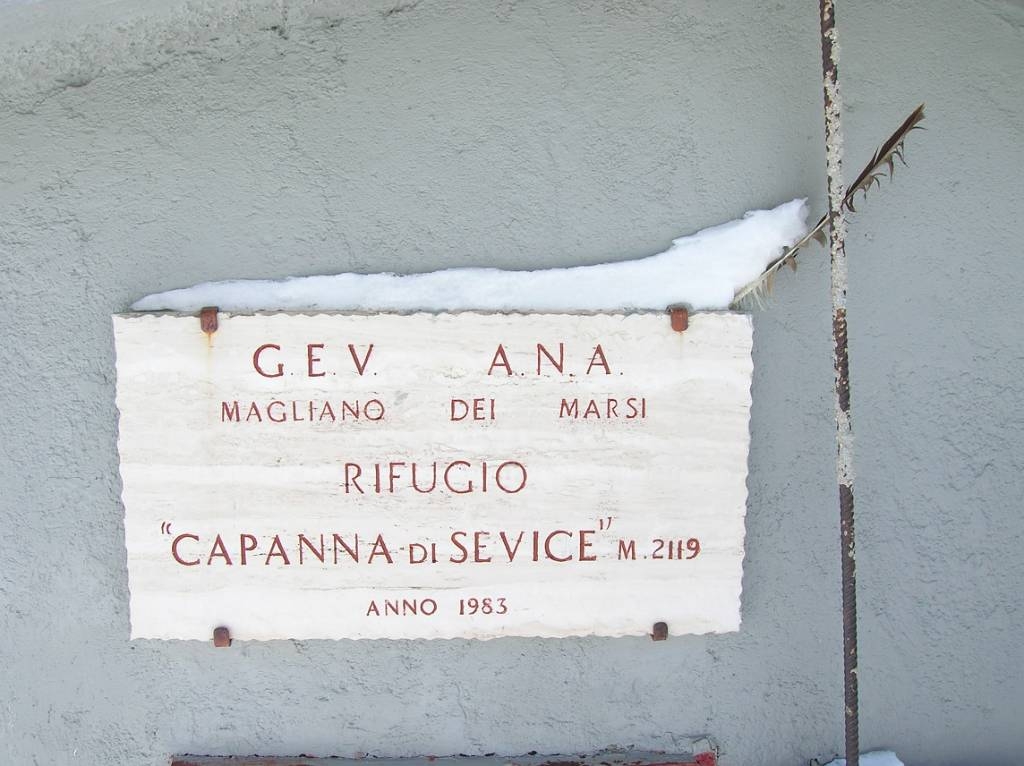 G.E.V. A.N.A.
MAGLIANO DEI MARSI
RIFUGIO
"CAPANNA DI SEVICE" M.2119
ANNO 1983